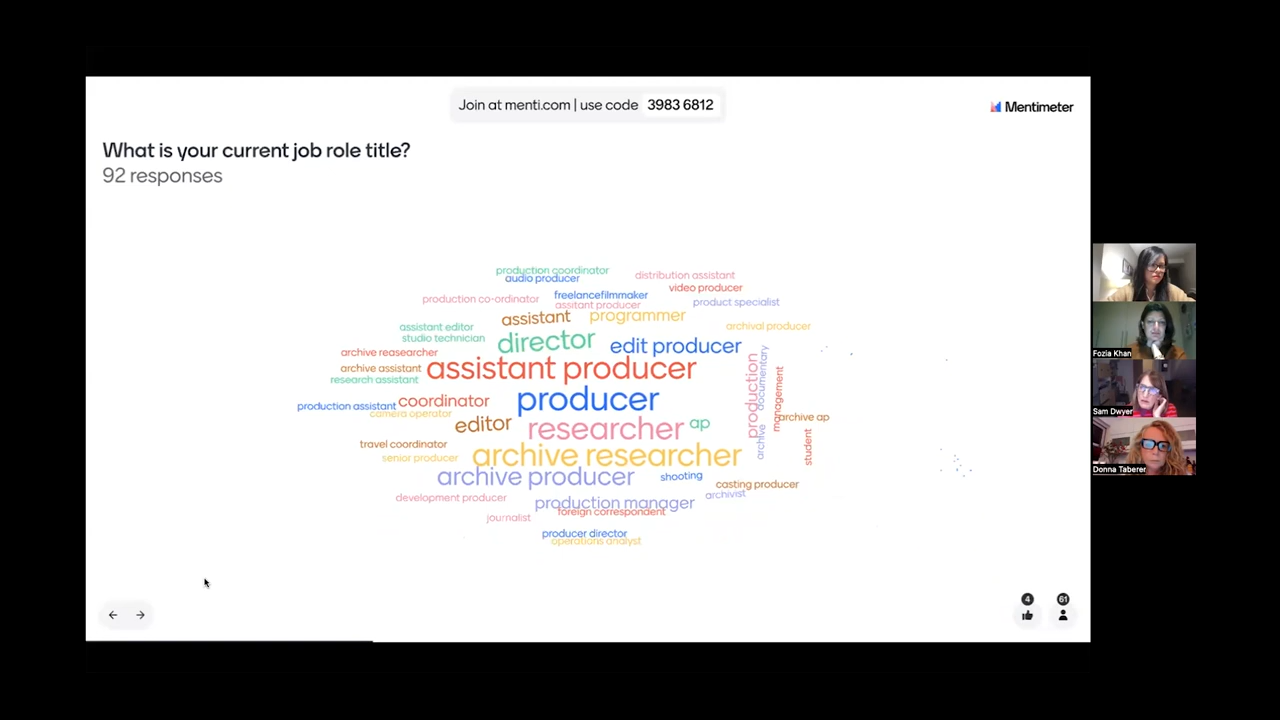 Join at menti.com | use code 3983 6812
Mentimeter
What is your current job role title?
92 responses
production coordinator
audio producer
distribution assistant
video producer
production co-ordinator
freelancefilmmaker
assitant producer
product specialist
assistant
programmer
archival producer
assistant editor
studio technician
director
edit producer
archive reasearcher
archive assistant
research assistant
assistant producer
production
documentary
management
production assistant
coordinator
camera operator
producer
editor
researcher
ap
archive ap
archive
student
travel coordinator
senior producer
archive researcher
archive producer
shooting
casting producer
archivist
development producer
production manager
foreign correspondent
journalist
producer director
operations analyst
4
61
Fozia Khan
Sam Dwyer
Donna Taberer